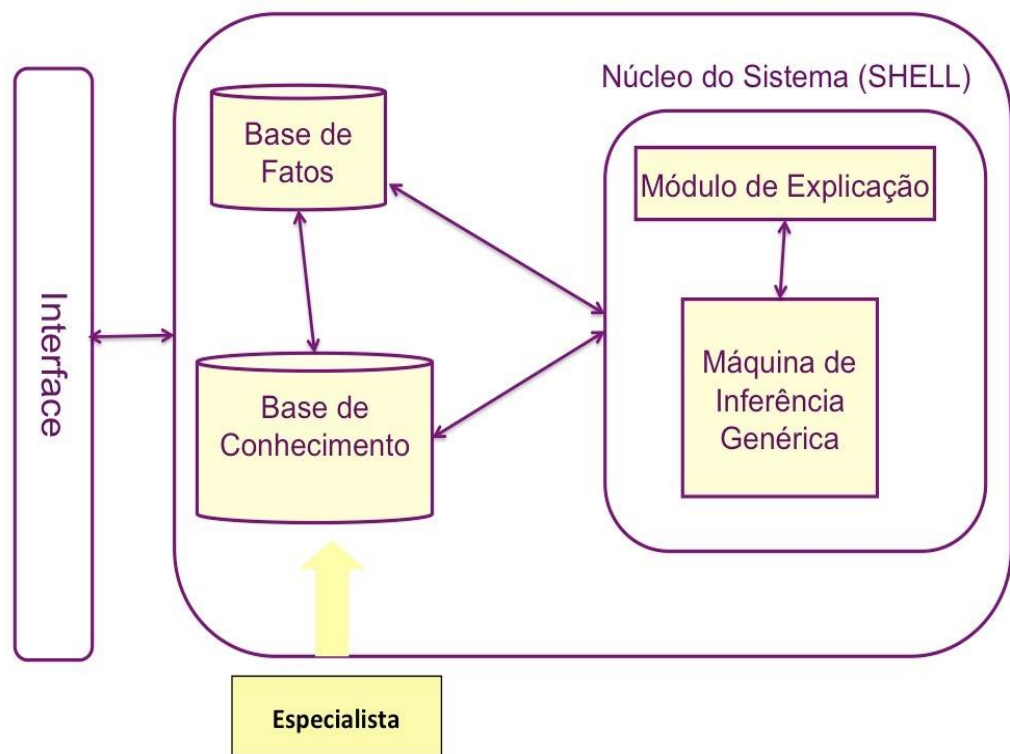 Interface
Base de
Fatos
Base de
Conhecimento
Núcleo do Sistema (SHELL)
Módulo de Explicação
Máquina de
Inferência
Genérica
Especialista